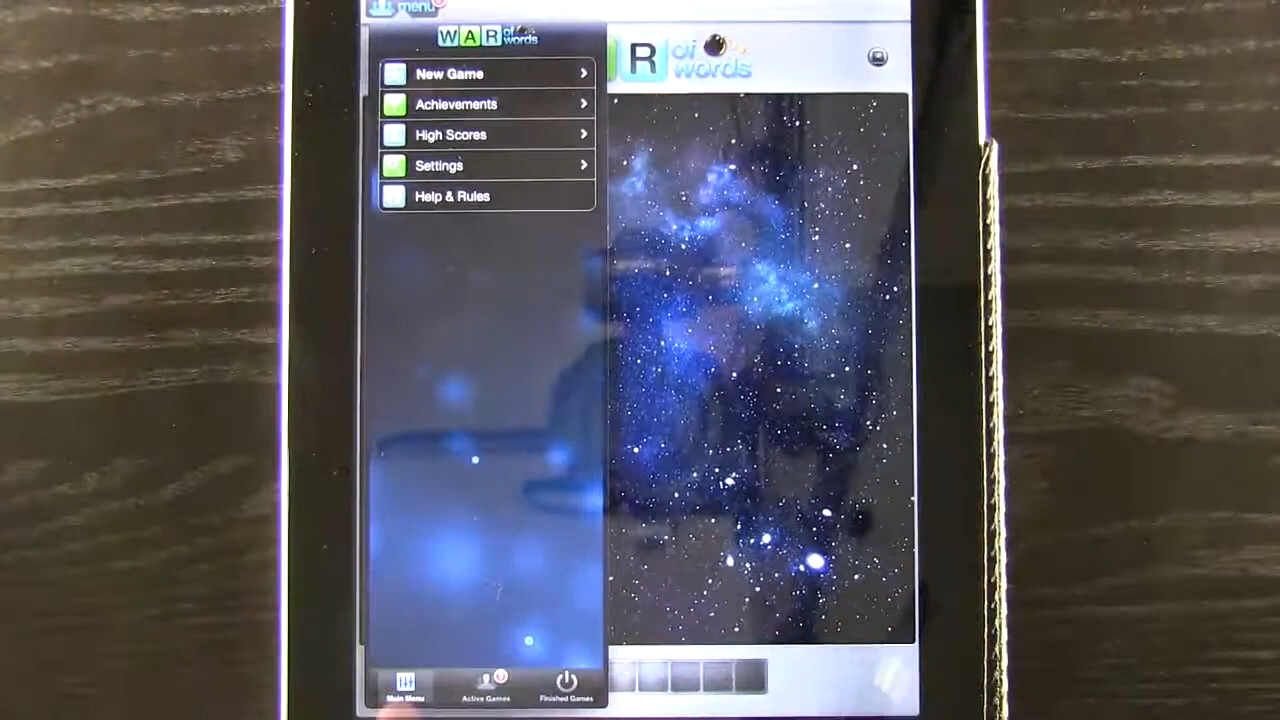 menu
WAR of words
R of words
New Game
Achievements
High Scores
Settings
Help & Rules
Main Menu
Active Games
Finished Games